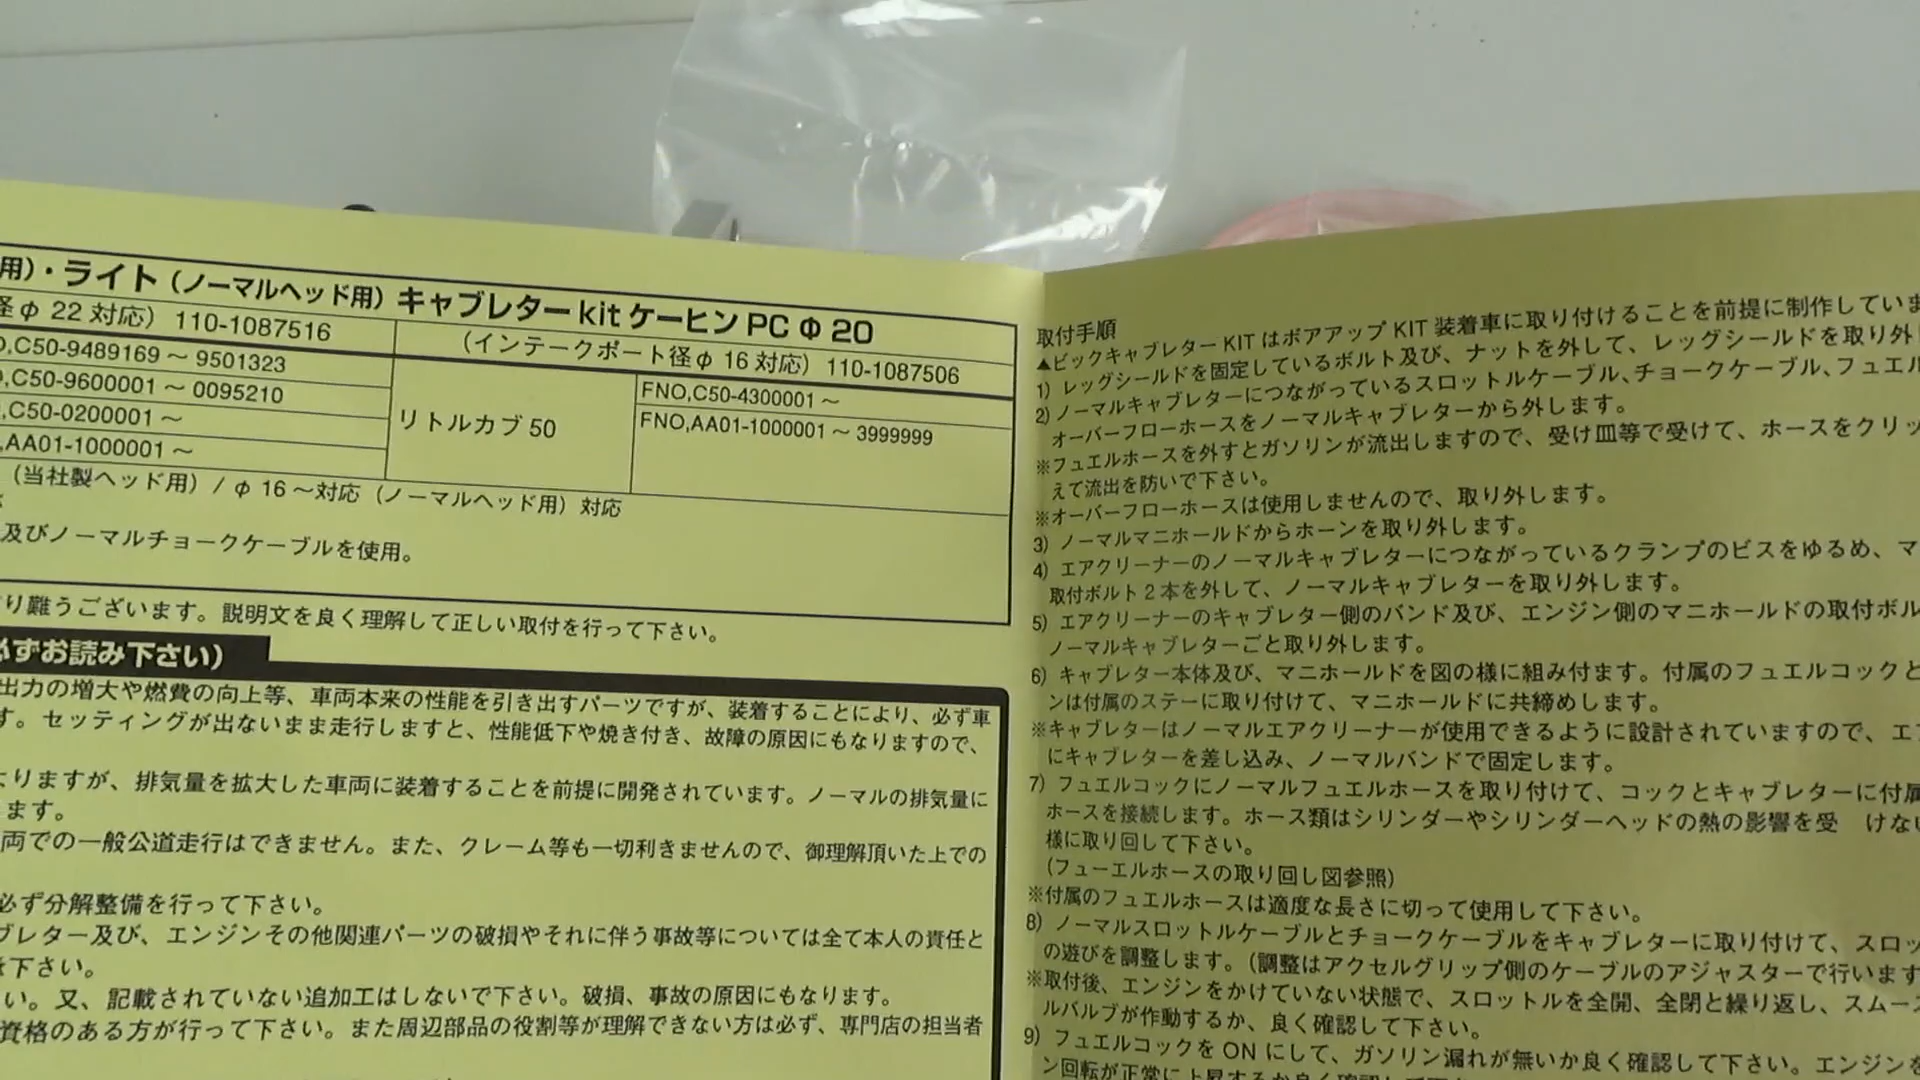 用）・ライト（ノーマルヘッド用）キャブレター kit ケーヒン PC Φ 20
径φ 22 対応）110-1087516
（インテークポート径φ 16 対応）110-1087506
O,C50-9489169 ～ 9501323
O,C50-9600001 ～ 0095210
,C50-0200001 ～
,AA01-1000001 ～
リトルカブ 50
FNO,C50-4300001 ～
FNO,AA01-1000001 ～ 3999999
（当社製ヘッド用）/ φ 16 ～対応（ノーマルヘッド用）対応
及びノーマルチョークケーブルを使用。
り難うございます。説明文を良く理解して正しい取付を行って下さい。
必ずお読み下さい）
出力の増大や燃費の向上等、車両本来の性能を引き出すパーツですが、装着することにより、必ず車
す。セッティングが出ないまま走行しますと、性能低下や焼き付き、故障の原因にもなりますので、
よりますが、排気量を拡大した車両に装着することを前提に開発されています。ノーマルの排気量に
ます。
両での一般公道走行はできません。また、クレーム等も一切利きませんので、御理解頂いた上での
必ず分解整備を行って下さい。
ブレター及び、エンジンその他関連パーツの破損やそれに伴う事故等については全て本人の責任と
下さい。
い。又、記載されていない追加工はしないで下さい。破損、事故の原因にもなります。
資格のある方が行って下さい。また周辺部品の役割等が理解できない方は必ず、専門店の担当者
取付手順
▲ビックキャブレター KIT はボアアップ KIT 装着車に取り付けることを前提に制作していま
1) レッグシールドを固定しているボルト及び、ナットを外して、レッグシールドを取り外
2) ノーマルキャブレターにつながっているスロットルケーブル、チョークケーブル、フュエル
オーバーフローホースをノーマルキャブレターから外します。
※フュエルホースを外すとガソリンが流出しますので、受け皿等で受けて、ホースをクリッ
えて流出を防いで下さい。
※オーバーフローホースは使用しませんので、取り外します。
3) ノーマルマニホールドからホーンを取り外します。
4) エアクリーナーのノーマルキャブレターにつながっているクランプのビスをゆるめ、マ
取付ボルト 2 本を外して、ノーマルキャブレターを取り外します。
5) エアクリーナーのキャブレター側のバンド及び、エンジン側のマニホールドの取付ボル
ノーマルキャブレターごと取り外します。
6) キャブレター本体及び、マニホールドを図の様に組み付ます。付属のフュエルコックと
ンは付属のステーに取り付けて、マニホールドに共締めします。
※キャブレターはノーマルエアクリーナーが使用できるように設計されていますので、エア
にキャブレターを差し込み、ノーマルバンドで固定します。
7) フュエルコックにノーマルフュエルホースを取り付けて、コックとキャブレターに付属
ホースを接続します。ホース類はシリンダーやシリンダーヘッドの熱の影響を受　けない
様に取り回して下さい。
(フューエルホースの取り回し図参照)
※付属のフュエルホースは適度な長さに切って使用して下さい。
8) ノーマルスロットルケーブルとチョークケーブルをキャブレターに取り付けて、スロッ
の遊びを調整します。（調整はアクセルグリップ側のケーブルのアジャスターで行います
※取付後、エンジンをかけていない状態で、スロットルを全開、全閉と繰り返し、スムース
ルバルブが作動するか、良く確認して下さい。
9) フュエルコックを ON にして、ガソリン漏れが無いか良く確認して下さい。エンジンを
ン回転が正常に上昇するか良く確認して下